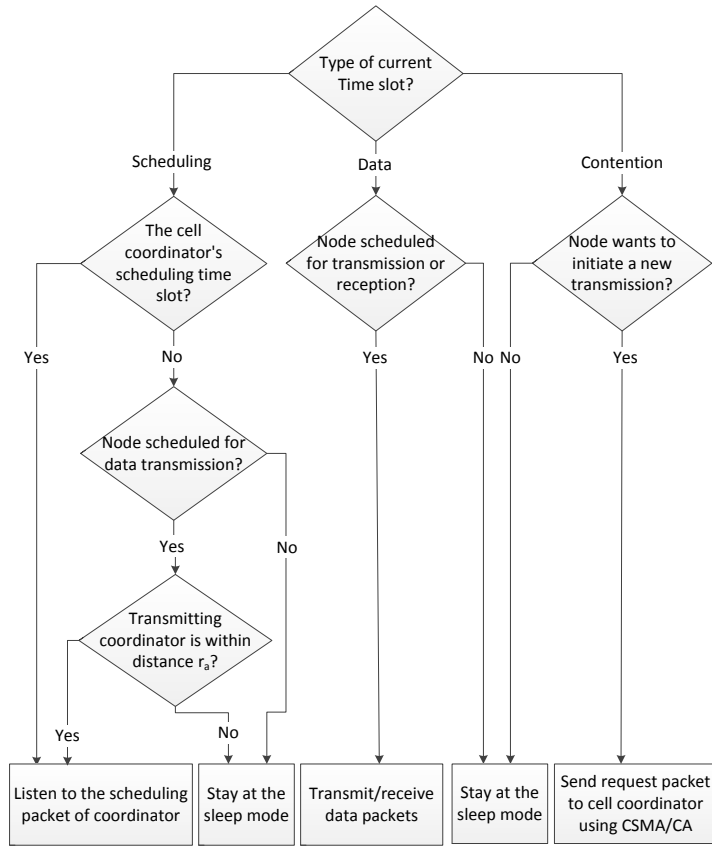 Type of current
Time slot?
Scheduling
Data
Contention
The cell
coordinator's
scheduling time
slot?
Node scheduled
for transmission or
reception?
Node wants to
initiate a new
transmission?
Yes
No
Yes
No
No
Yes
Node scheduled for
data transmission?
Yes
No
Transmitting
coordinator is within
distance rₐ?
Yes
No
Listen to the scheduling
packet of coordinator
Stay at the
sleep mode
Transmit/receive
data packets
Stay at the
sleep mode
Send request packet
to cell coordinator
using CSMA/CA